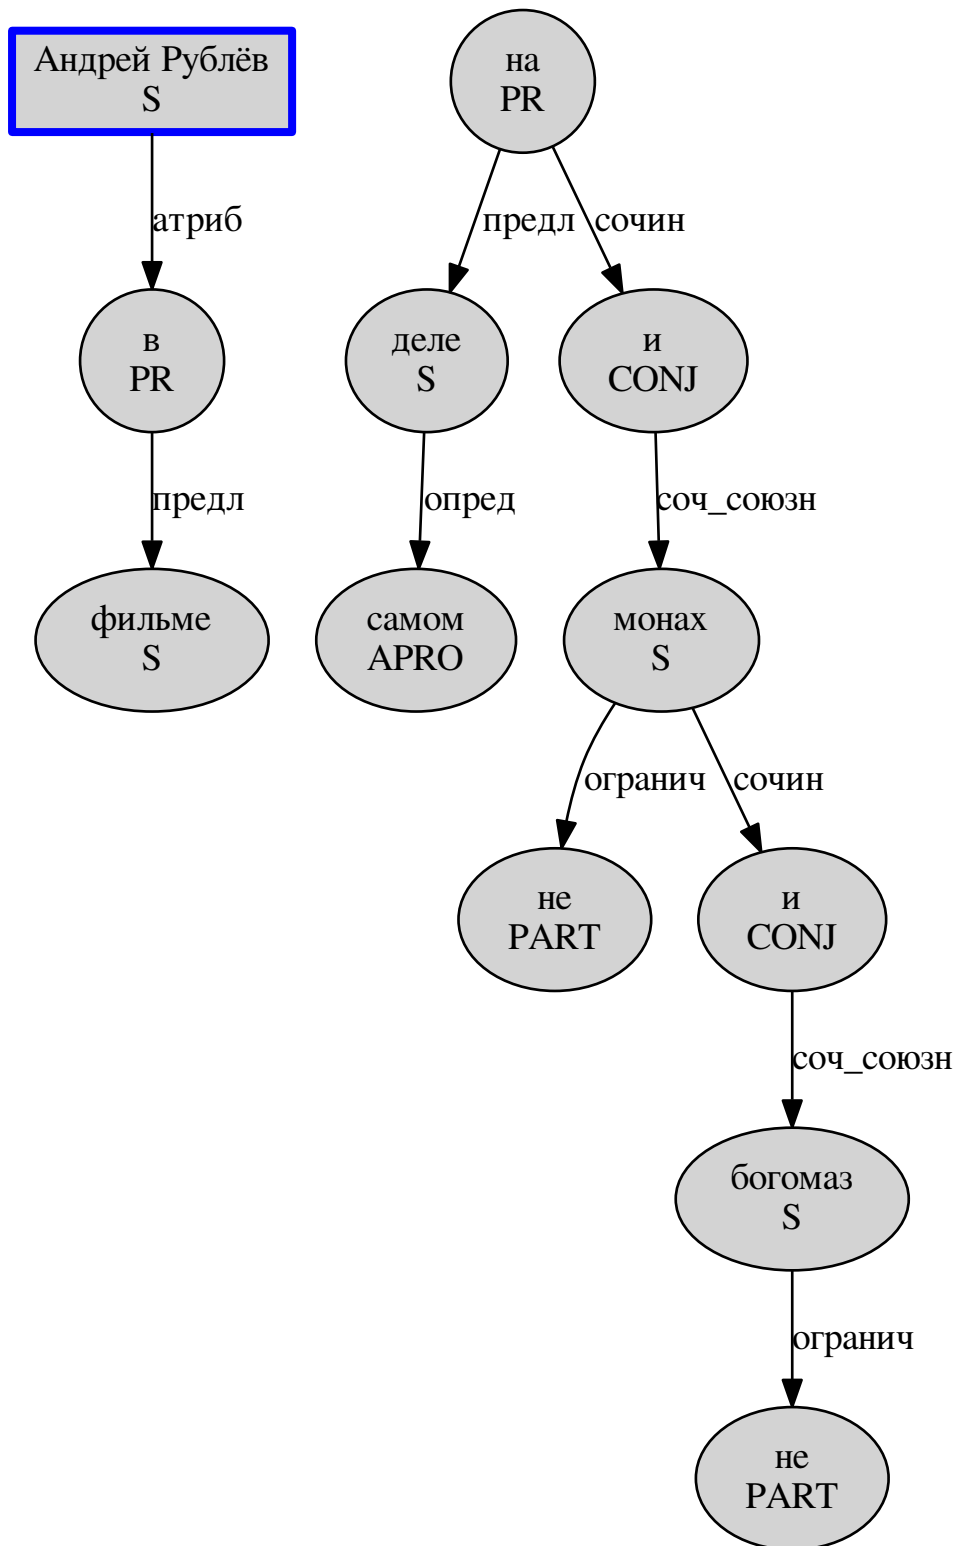 Андрей Рублёв
S
на
PR
атриб
предл
сочин
в
PR
деле
S
и
CONJ
предл
опред
соч_союзн
фильме
S
самом
APRO
монах
S
огранич
сочин
не
PART
и
CONJ
соч_союзн
богомаз
S
огранич
не
PART